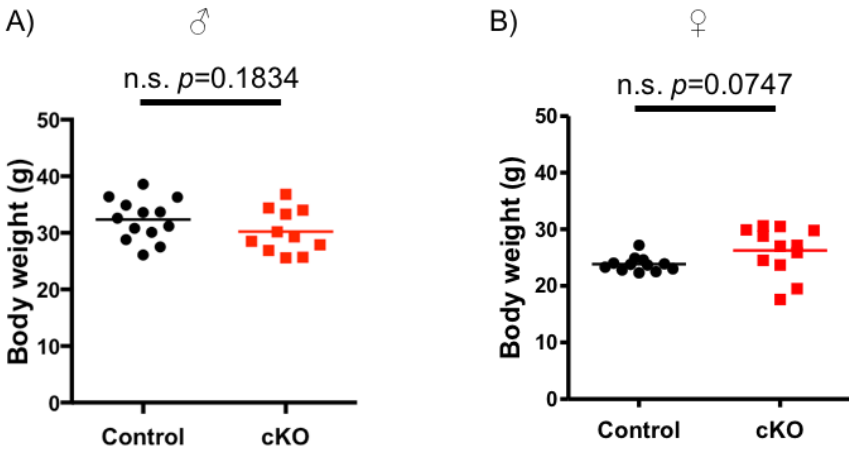 A) ♂
n.s. p=0.1834
Body weight (g)
50
40
30
20
10
0
Control cKO
B) ♀
n.s. p=0.0747
Body weight (g)
50
40
30
20
10
0
Control cKO